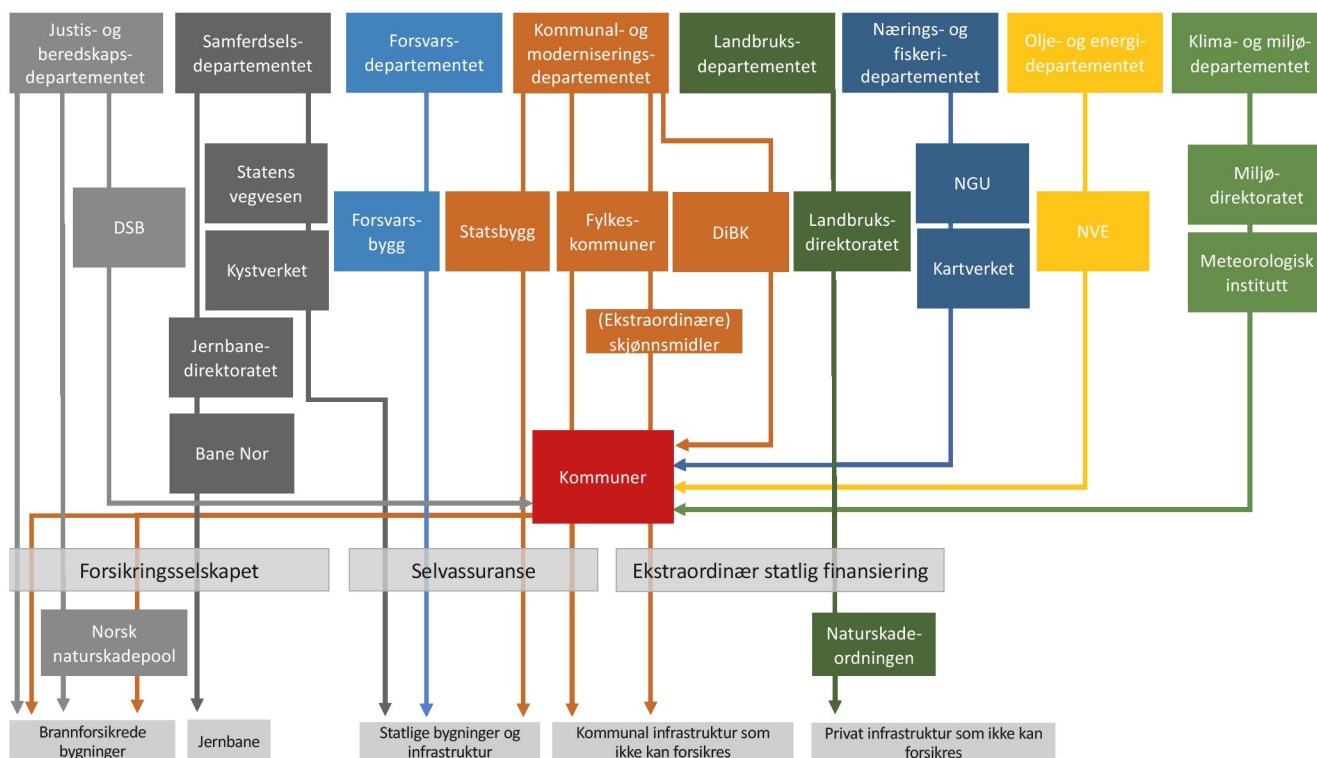 Justis- og
beredskaps-
departementet
Samferdsels-
departementet
Forsvars-
departementet
Kommunal- og
moderniserings-
departementet
Landbruks-
departementet
Nærings- og
fiskeri-
departementet
Olje- og energi-
departementet
Klima- og miljø-
departementet
Statens
vegvesen
NGU
Miljø-
direktoratet
DSB
Forsvars-
bygg
Statsbygg
Fylkes-
kommuner
DiBK
Landbruks-
direktoratet
NVE
Kystverket
Kartverket
Meteorologisk
institutt
(Ekstraordinære)
skjønnsmidler
Jernbane-
direktoratet
Bane Nor
Kommuner
Forsikringsselskapet
Selvassuranse
Ekstraordinær statlig finansiering
Norsk
naturskadepool
Naturskade-
ordningen
Brannforsikrede
bygninger
Jernbane
Statlige bygninger og
infrastruktur
Kommunal infrastruktur som
ikke kan forsikres
Privat infrastruktur som ikke kan
forsikres